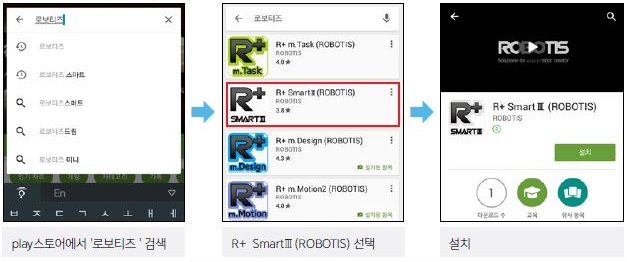 로보티즈
로보티즈
로보티즈 스마트
로보티즈스마트
로보티즈드림
로보티즈 미니
En
ㅂ ㅈ ㄷ ㄱ ㅅ ㅛ ㅕ ㅐ ㅔ
play스토어에서 '로보티즈 ' 검색
로보티즈
R+ m.Task (ROBOTIS)
ROBOTIS
4.0★
R+
m.Task
R+ SmartⅢ (ROBOTIS)
ROBOTIS
3.8★
R+
SMARTⅢ
R+ m.Design (ROBOTIS)
ROBOTIS
4.3★
설치된 항목
R+
m.Design
R+ m.Motion2 (ROBOTIS)
ROBOTIS
4.0★
설치된 항목
R+
m.Motion
R+ SmartⅢ (ROBOTIS) 선택
ROBOTIS
Solutions for every robot creator
R+
SMARTⅢ
R+ SmartⅢ (ROBOTIS)
ROBOTIS
설치
1
다운로드 수
교육
유사 항목
설치